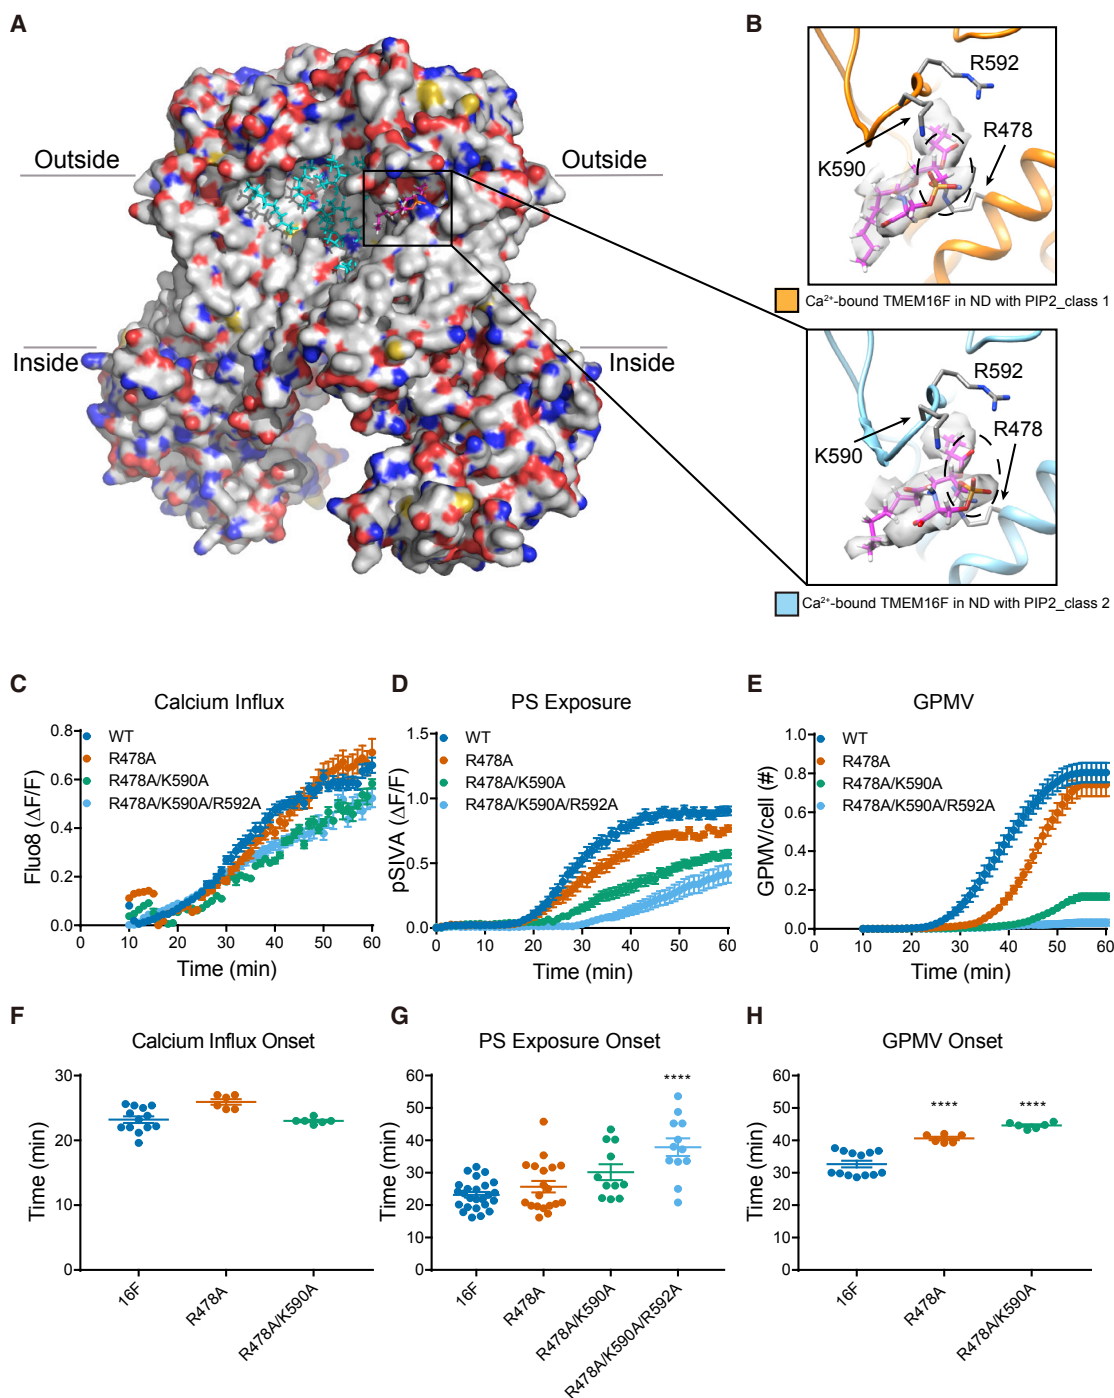 A
Outside
Outside
Inside
Inside
B
R592
R478
K590
Ca²⁺-bound TMEM16F in ND with PIP2_class 1
R592
R478
K590
Ca²⁺-bound TMEM16F in ND with PIP2_class 2
C
Calcium Influx
WT
R478A
R478A/K590A
R478A/K590A/R592A
Fluo8 (ΔF/F)
0.8
0.6
0.4
0.2
0.0
0
10
20
30
40
50
60
Time (min)
D
PS Exposure
WT
R478A
R478A/K590A
R478A/K590A/R592A
pSIVA (ΔF/F)
1.5
1.0
0.5
0.0
0
10
20
30
40
50
60
Time (min)
E
GPMV
WT
R478A
R478A/K590A
R478A/K590A/R592A
GPMV/cell (#)
1.0
0.8
0.6
0.4
0.2
0.0
0
10
20
30
40
50
60
Time (min)
F
Calcium Influx Onset
Time (min)
30
20
10
0
16F
R478A
R478A/K590A
G
PS Exposure Onset
****
Time (min)
60
50
40
30
20
10
0
16F
R478A
R478A/K590A
R478A/K590A/R592A
H
GPMV Onset
****
****
Time (min)
60
50
40
30
20
10
0
16F
R478A
R478A/K590A